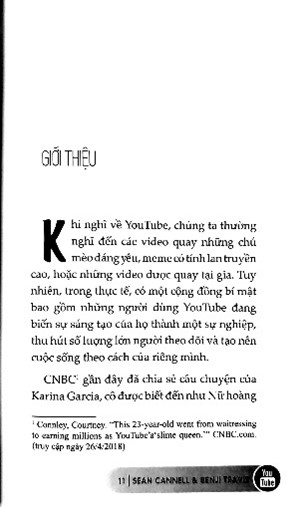 GIỚI THIỆU
Khi nghĩ về YouTube, chúng ta thường
nghĩ đến các video quay những chú
mèo đáng yêu, meme có tính lan truyền
cao, hoặc những video được quay tại gia. Tuy
nhiên, trong thực tế, có một cộng đồng bí mật
bao gồm những người dùng YouTube đang
biến sự sáng tạo của họ thành một sự nghiệp,
thu hút số lượng lớn người theo dõi và tạo nên
cuộc sống theo cách của riêng mình.
CNBC¹ gần đây đã chia sẻ câu chuyện của
Karina Garcia, cô được biết đến như Nữ hoàng
¹ Connley, Courtney. "This 23-year-old went from waitressing
to earning millions as YouTube's'slime queen.'" CNBC.com.
(truy cập ngày 26/4/2018)
11 | SEAN CANNELL & BENJI TRAVIS
You
Tube